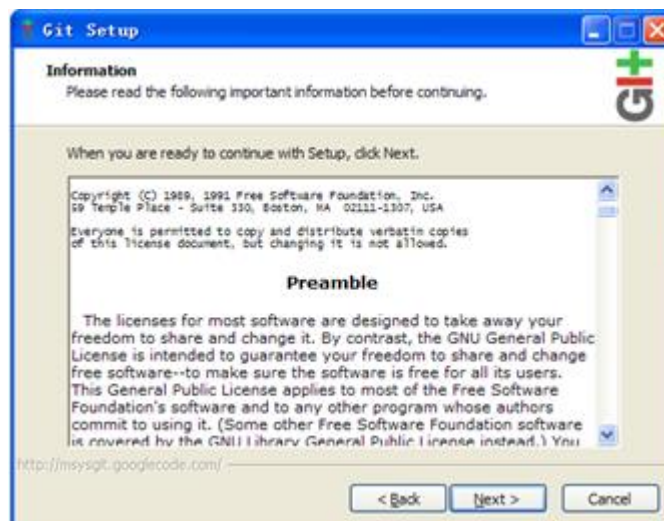 Git Setup
Information
Please read the following important information before continuing.
Git
When you are ready to continue with Setup, click Next.
Copyright (C) 1989, 1991 Free Software Foundation, Inc.
59 Temple Place - Suite 330, Boston, MA  02111-1307, USA
Everyone is permitted to copy and distribute verbatim copies
of this license document, but changing it is not allowed.
Preamble
The licenses for most software are designed to take away your
freedom to share and change it. By contrast, the GNU General Public
License is intended to guarantee your freedom to share and change
free software--to make sure the software is free for all its users.
This General Public License applies to most of the Free Software
Foundation's software and to any other program whose authors
commit to using it. (Some other Free Software Foundation software
is covered by the GNU Library General Public License instead.) You
http://msysgit.googlecode.com/
< Back
Next >
Cancel